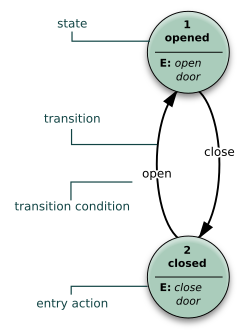 state
1
opened
E: open
door
transition
close
open
transition condition
2
closed
E: close
door
entry action